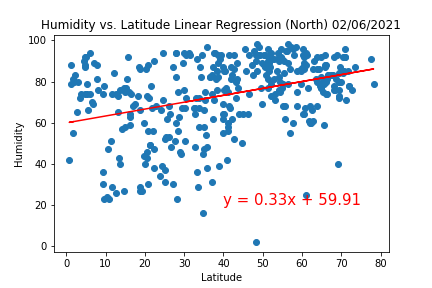 Humidity vs. Latitude Linear Regression (North) 02/06/2021
100
80
60
40
20
0
Humidity
y = 0.33x + 59.91
0 10 20 30 40 50 60 70 80
Latitude